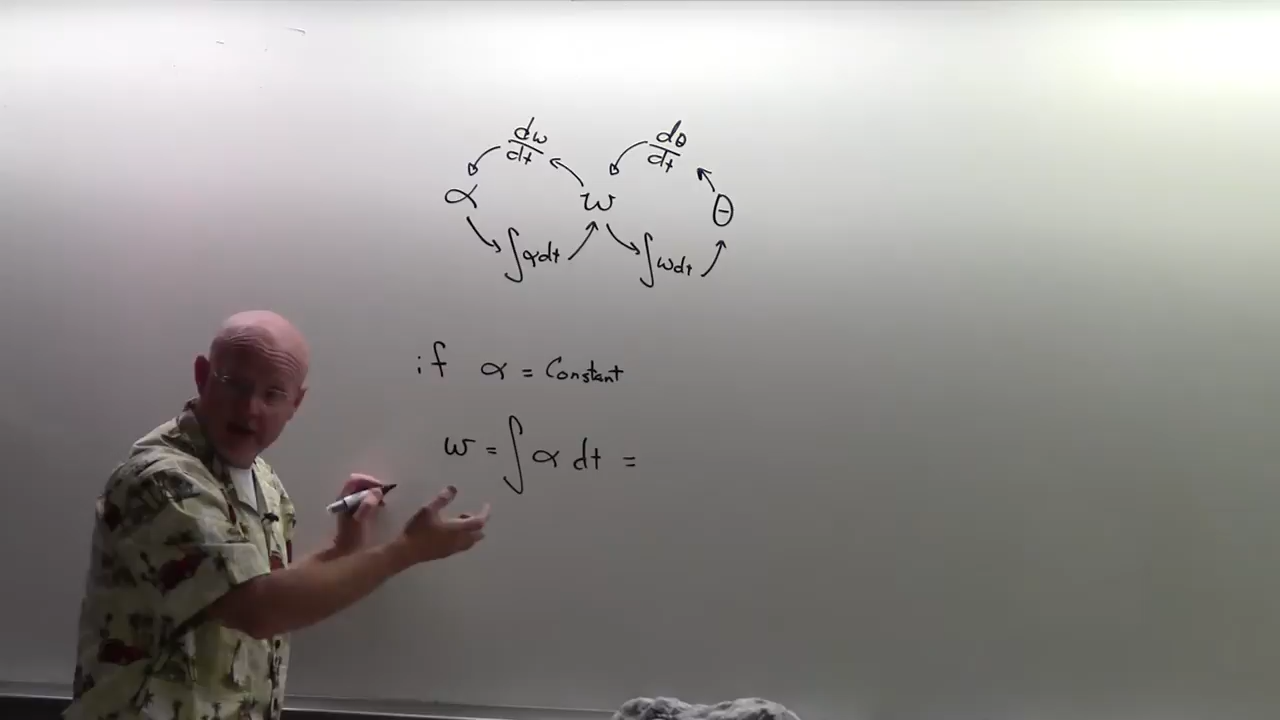 dω/dt dθ/dt
α ω θ
∫αdt ∫ωdt
if α = Constant
ω = ∫ α dt =